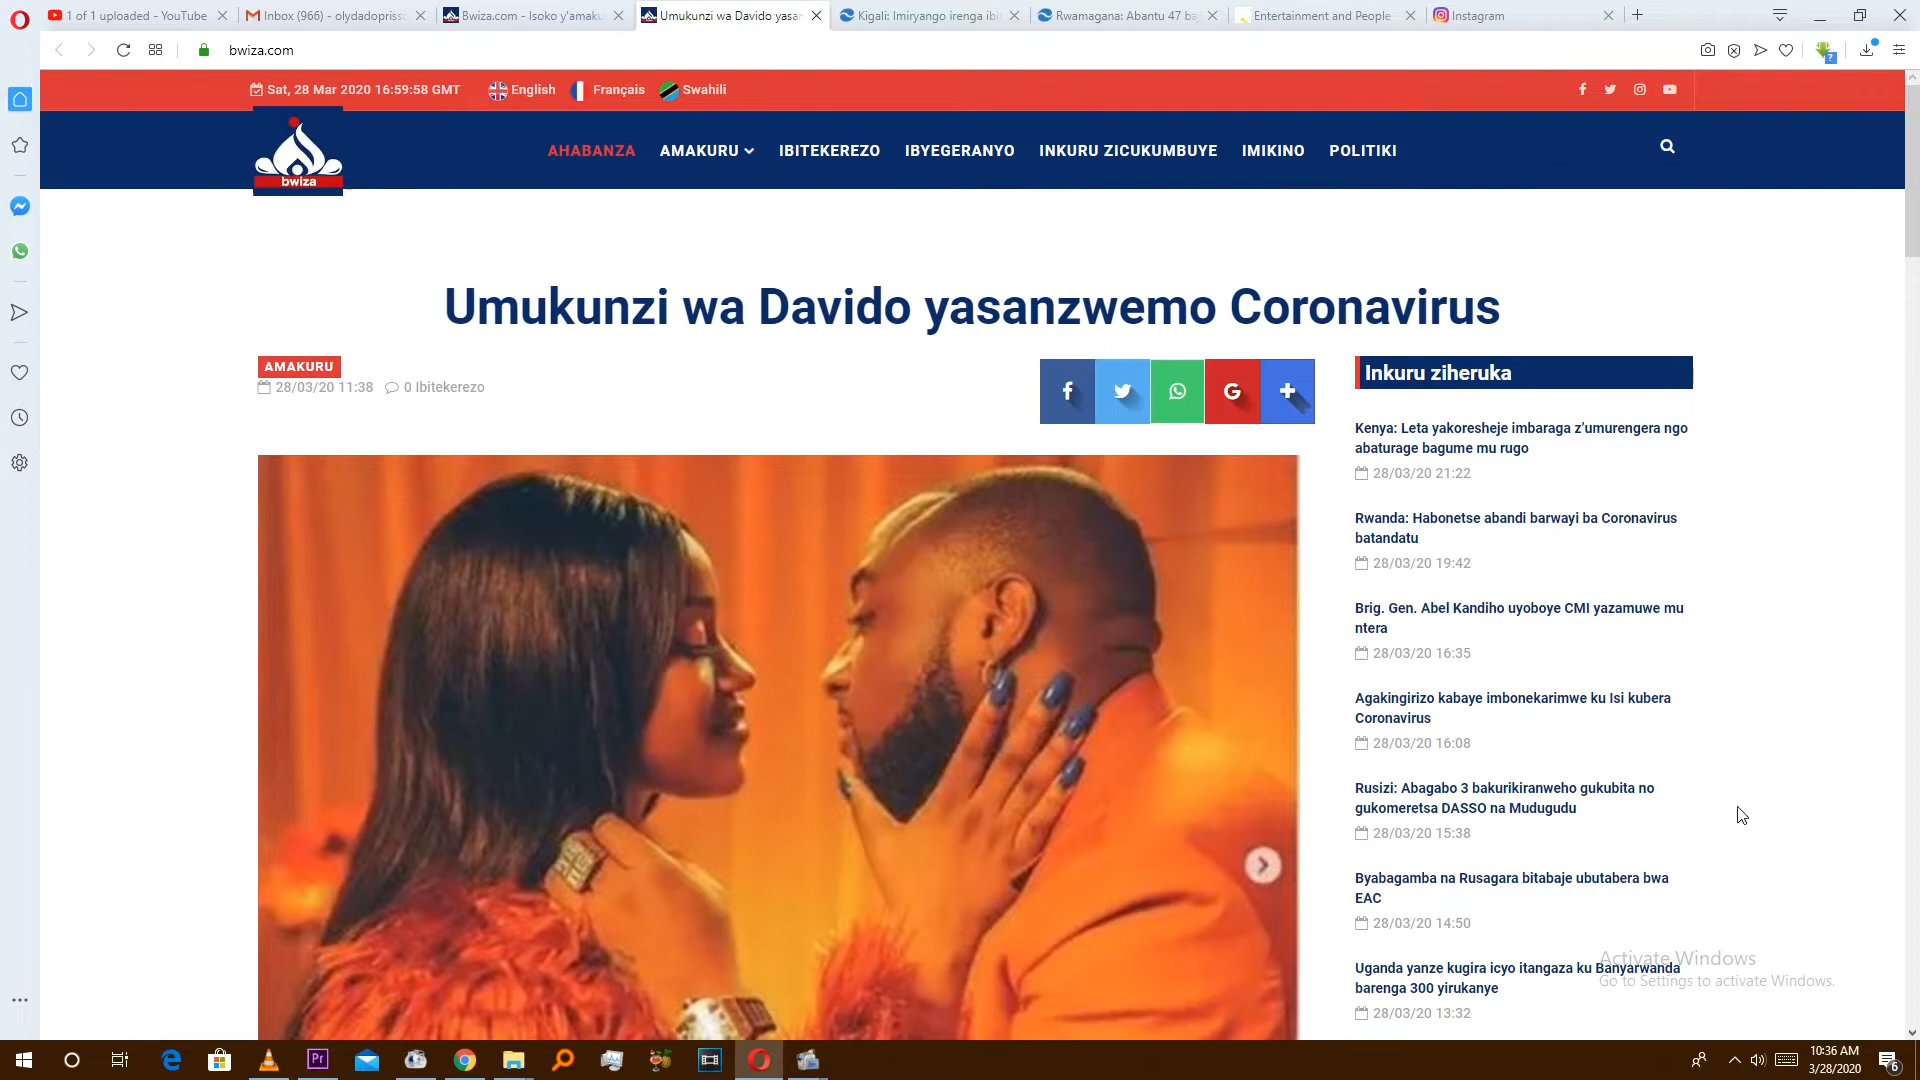 1 of 1 uploaded - YouTube
Inbox (966) - olydadopriss
Bwiza.com - Isoko y'amaku
Umukunzi wa Davido yasan
Kigali: Imiryango irenga ibi
Rwamagana: Abantu 47 ba
Entertainment and People
Instagram
bwiza.com
Sat, 28 Mar 2020 16:59:58 GMT
English
Français
Swahili
bwiza
AHABANZA
AMAKURU
IBITEKEREZO
IBYEGERANYO
INKURU ZICUKUMBUYE
IMIKINO
POLITIKI
Umukunzi wa Davido yasanzwemo Coronavirus
AMAKURU
28/03/20 11:38 0 Ibitekerezo
Inkuru ziheruka
Kenya: Leta yakoresheje imbaraga z’umurengera ngo
abaturage bagume mu rugo
28/03/20 21:22
Rwanda: Habonetse abandi barwayi ba Coronavirus
batandatu
28/03/20 19:42
Brig. Gen. Abel Kandiho uyoboye CMI yazamuwe mu
ntera
28/03/20 16:35
Agakingirizo kabaye imbonekarimwe ku Isi kubera
Coronavirus
28/03/20 16:08
Rusizi: Abagabo 3 bakurikiranweho gukubita no
gukomeretsa DASSO na Mudugudu
28/03/20 15:38
Byabagamba na Rusagara bitabaje ubutabera bwa
EAC
28/03/20 14:50
Uganda yanze kugira icyo itangaza ku Banyarwanda
barenga 300 yirukanye
28/03/20 13:32
Activate Windows
Go to Settings to activate Windows.
Pr
10:36 AM
3/28/2020
6